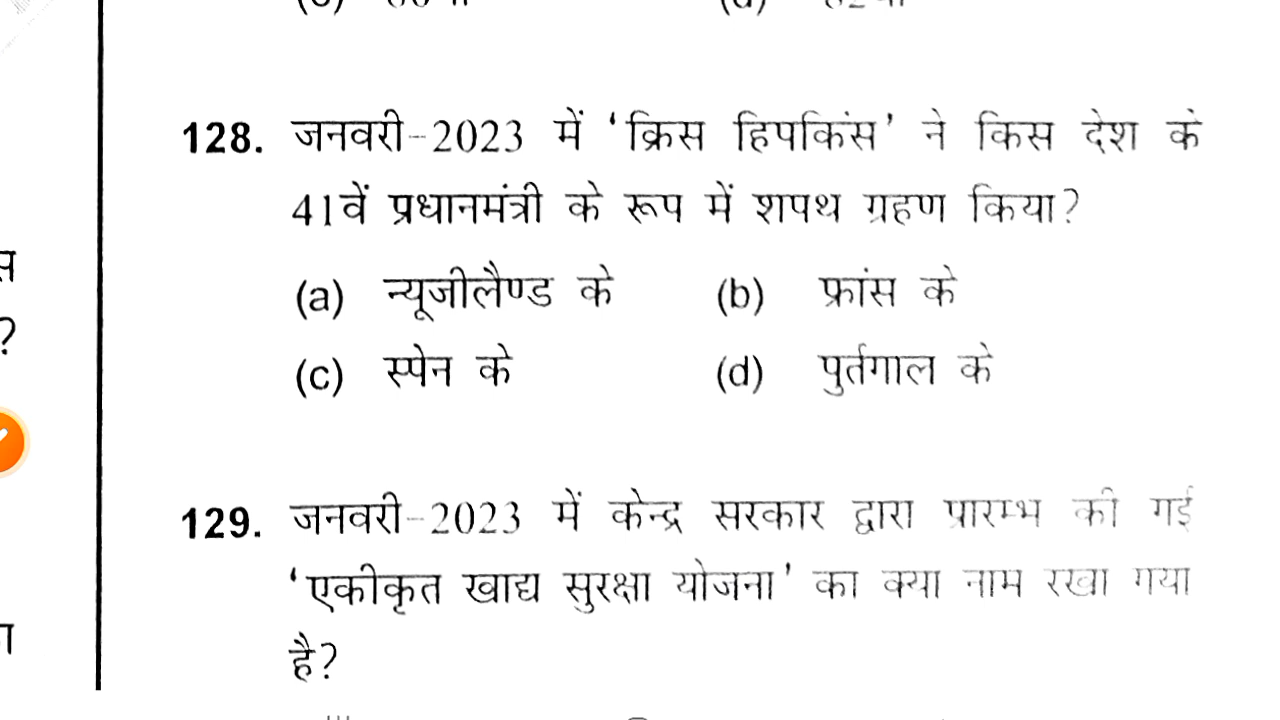 128. जनवरी-2023 में 'क्रिस हिपकिंस' ने किस देश के
41वें प्रधानमंत्री के रूप में शपथ ग्रहण किया?
(a) न्यूजीलैण्ड के (b) फ्रांस के
(c) स्पेन के (d) पुर्तगाल के
129. जनवरी-2023 में केन्द्र सरकार द्वारा प्रारम्भ की गई
'एकीकृत खाद्य सुरक्षा योजना' का क्या नाम रखा गया
है?